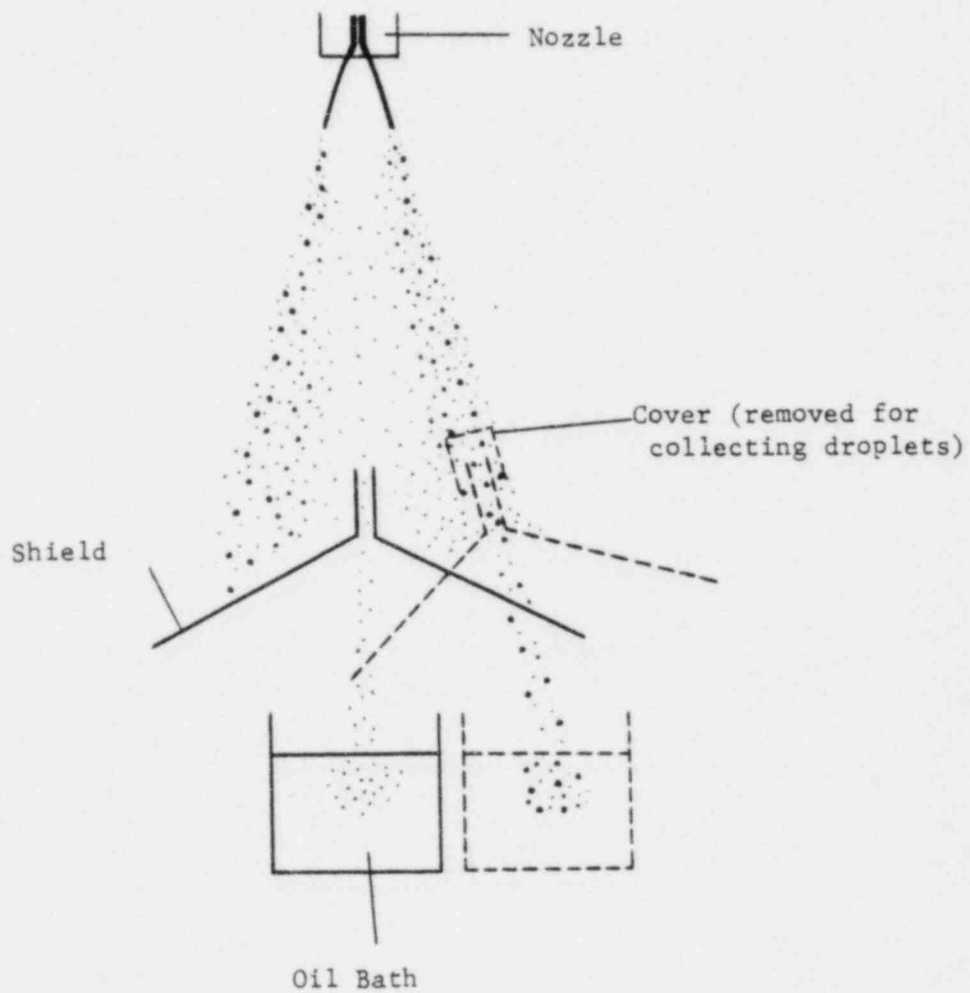 Nozzle
Cover (removed for
collecting droplets)
Shield
Oil Bath